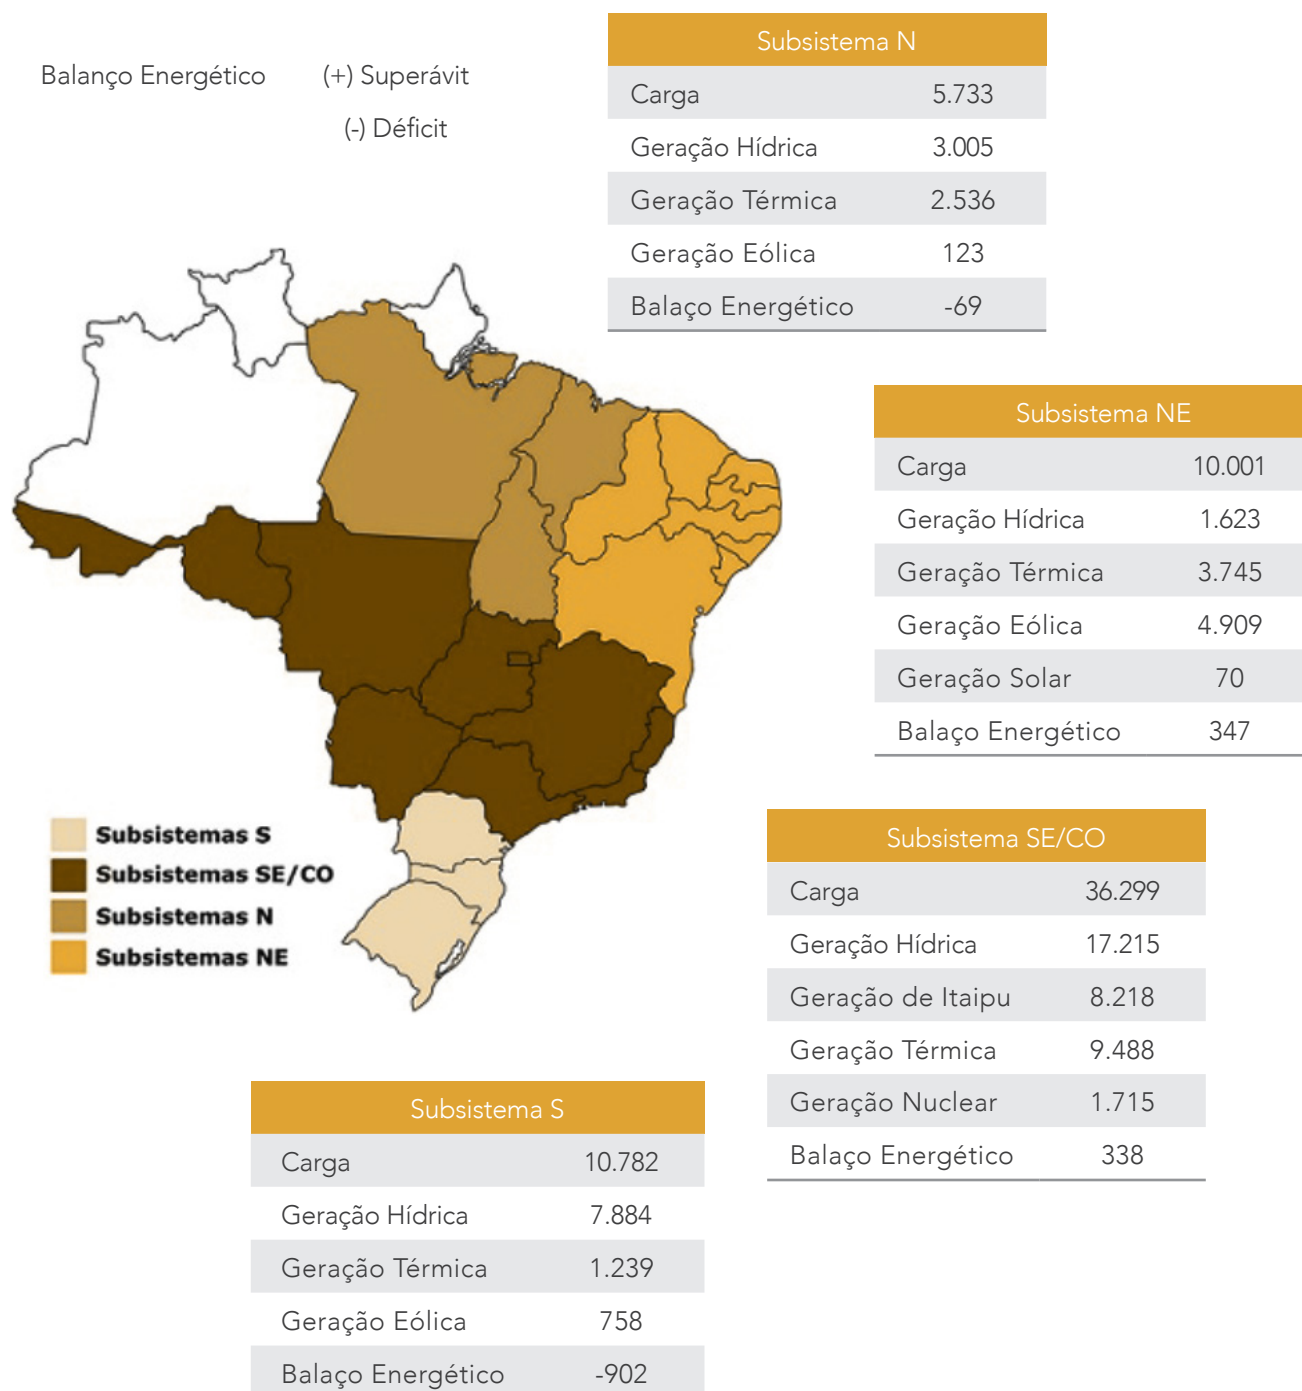 Balanço Energético (+) Superávit
(-) Déficit
Subsistema N
Carga 5.733
Geração Hídrica 3.005
Geração Térmica 2.536
Geração Eólica 123
Balaço Energético -69
Subsistema NE
Carga 10.001
Geração Hídrica 1.623
Geração Térmica 3.745
Geração Eólica 4.909
Geração Solar 70
Balaço Energético 347
Subsistemas S
Subsistemas SE/CO
Subsistemas N
Subsistemas NE
Subsistema SE/CO
Carga 36.299
Geração Hídrica 17.215
Geração de Itaipu 8.218
Geração Térmica 9.488
Geração Nuclear 1.715
Balaço Energético 338
Subsistema S
Carga 10.782
Geração Hídrica 7.884
Geração Térmica 1.239
Geração Eólica 758
Balaço Energético -902